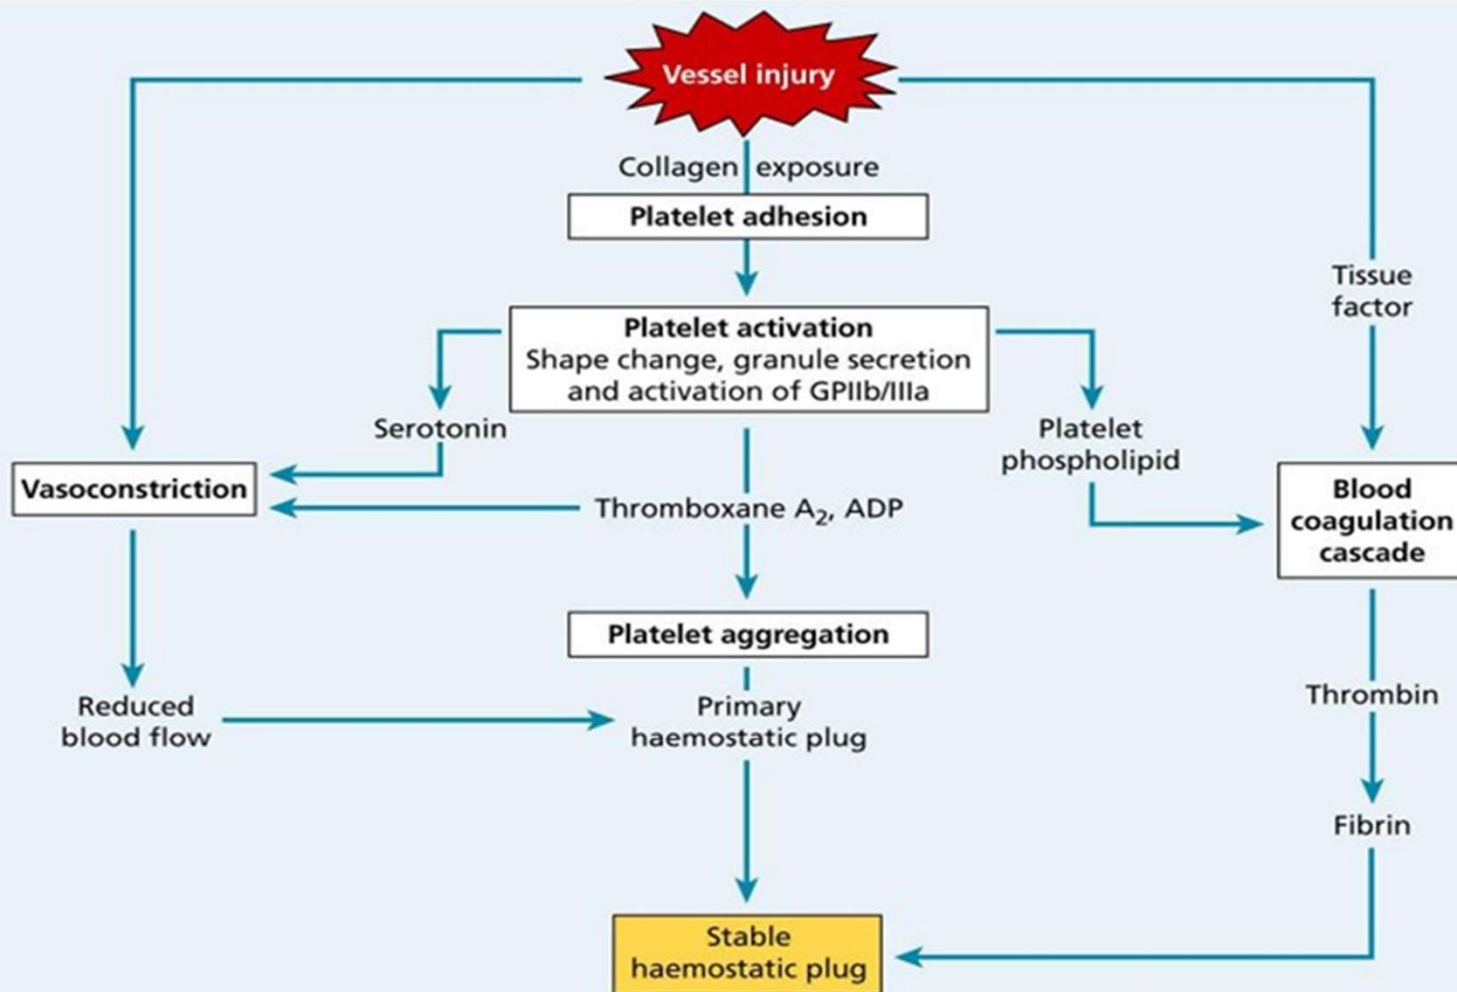 Vessel injury
Collagen exposure
Platelet adhesion
Tissue
factor
Platelet activation
Shape change, granule secretion
and activation of GPIIb/IIIa
Serotonin
Platelet
phospholipid
Vasoconstriction
Thromboxane A₂, ADP
Blood
coagulation
cascade
Platelet aggregation
Reduced
blood flow
Primary
haemostatic plug
Thrombin
Fibrin
Stable
haemostatic plug